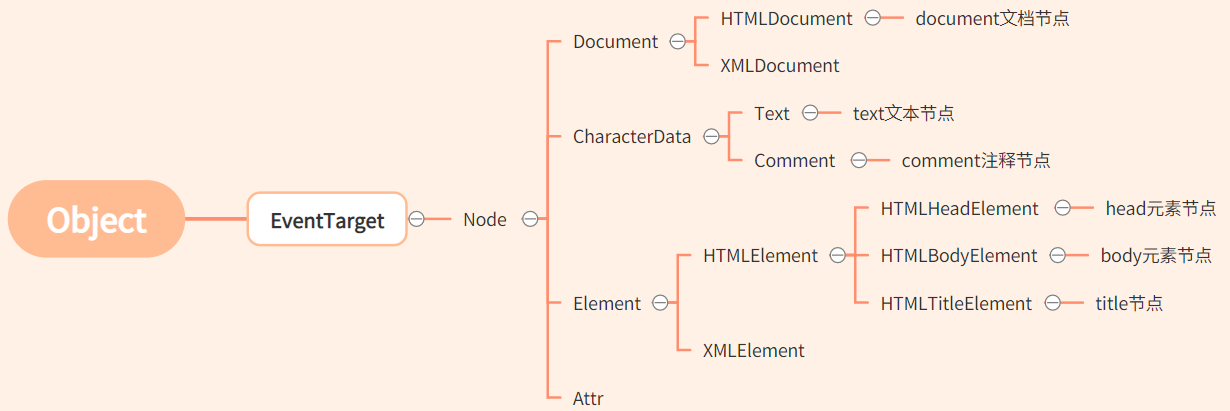 Object
EventTarget
Node
Document
HTMLDocument
document文档节点
XMLDocument
CharacterData
Text
text文本节点
Comment
comment注释节点
Element
HTMLElement
HTMLHeadElement
head元素节点
HTMLBodyElement
body元素节点
HTMLTitleElement
title节点
XMLElement
Attr